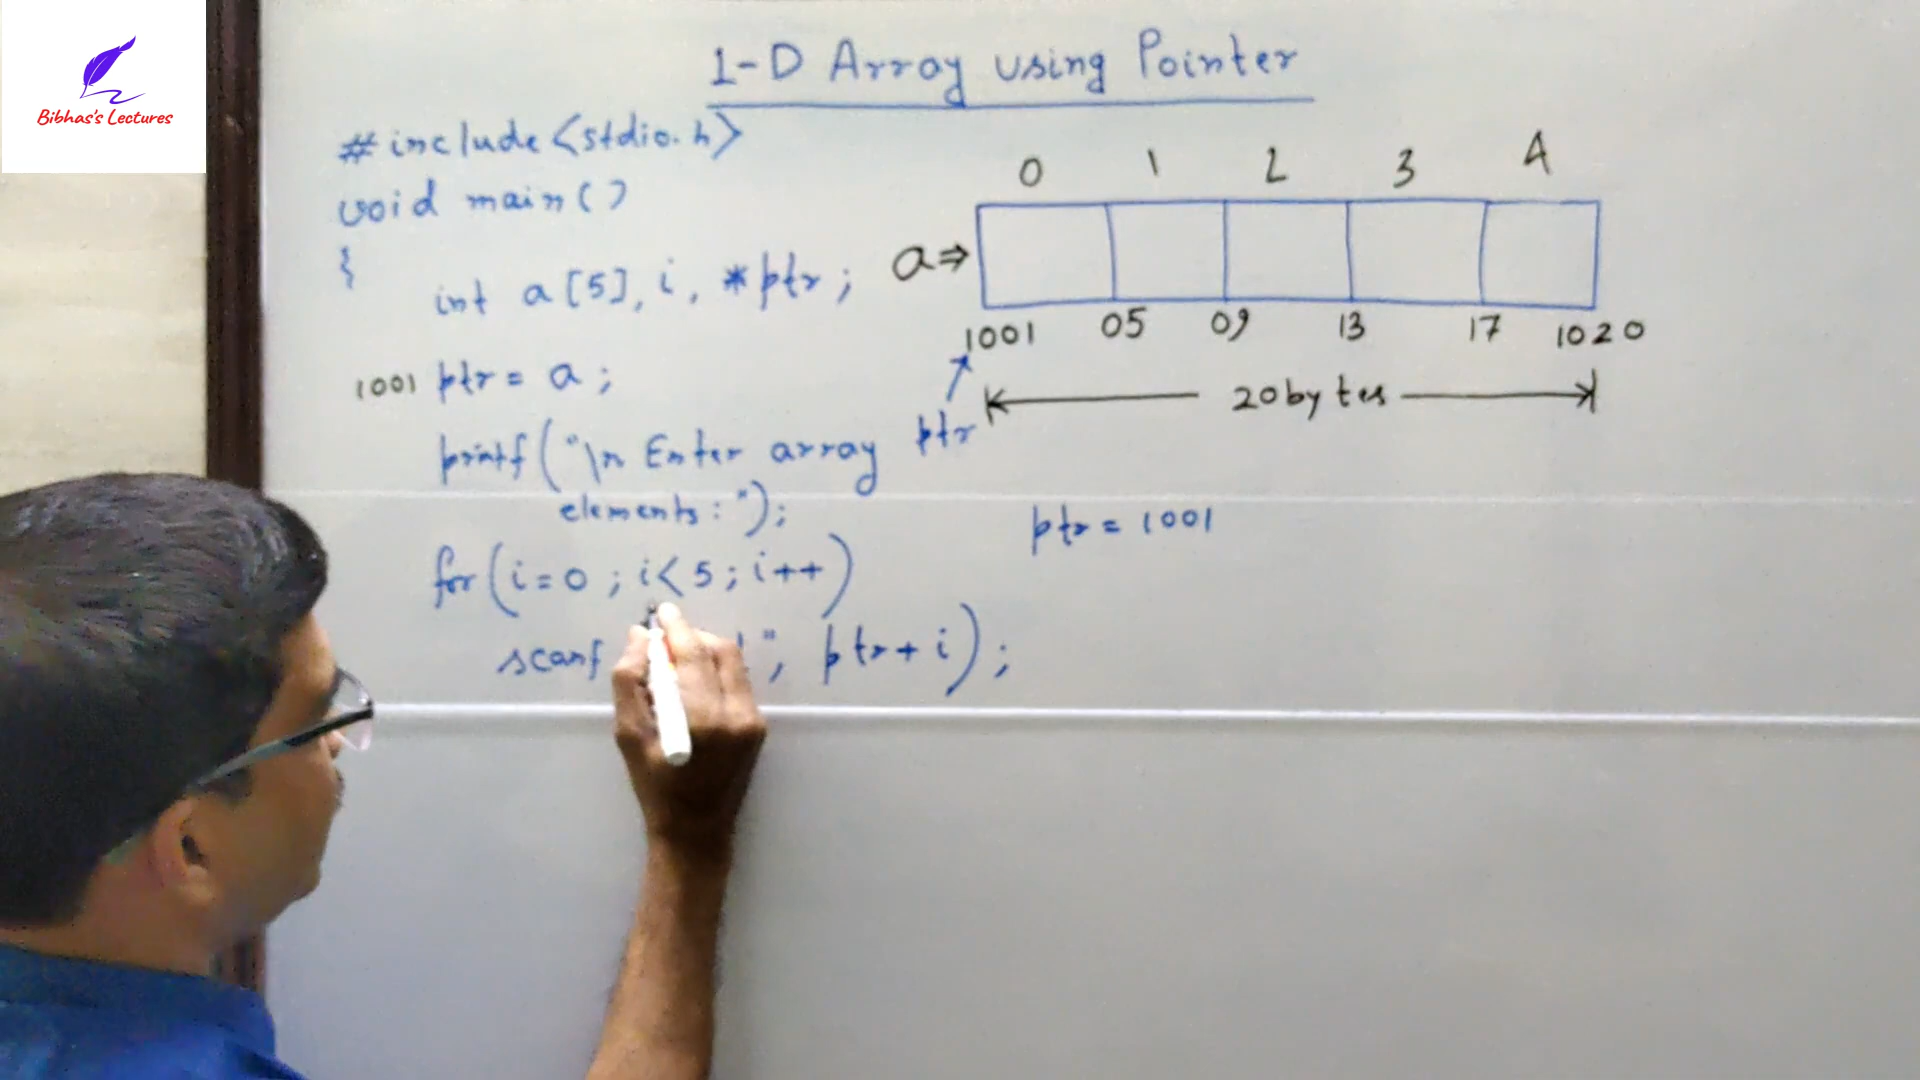 Bibhas's Lectures
1-D Array using Pointer
#include<stdio.h>
void main()
{
int a[5], i, *ptr;
1001 ptr = a;
printf("\n Enter array
elements:");
for(i=0; i<5; i++)
scanf ", ptr+i);
0 1 2 3 4
a⇒
1001 05 09 13 17 1020
20bytes
ptr
ptr = 1001